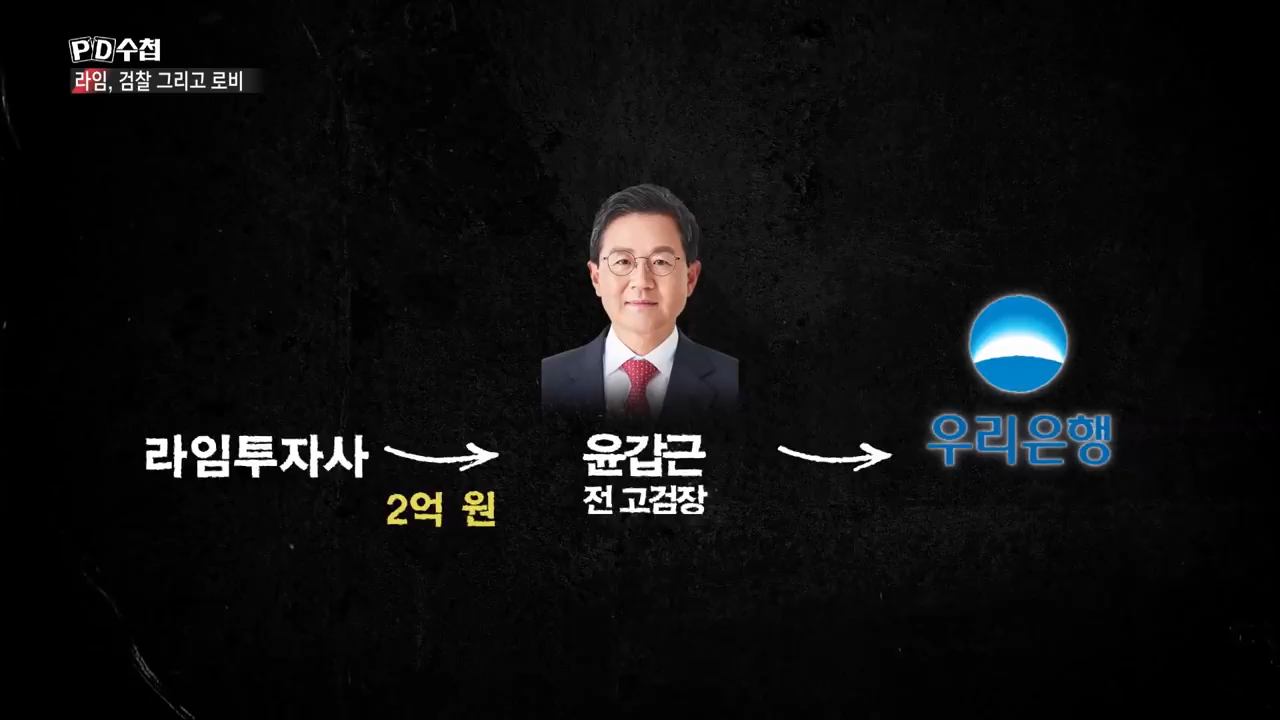 PD수첩
라임, 검찰 그리고 로비
우리은행
라임투자사
윤갑근
전 고검장
2억 원